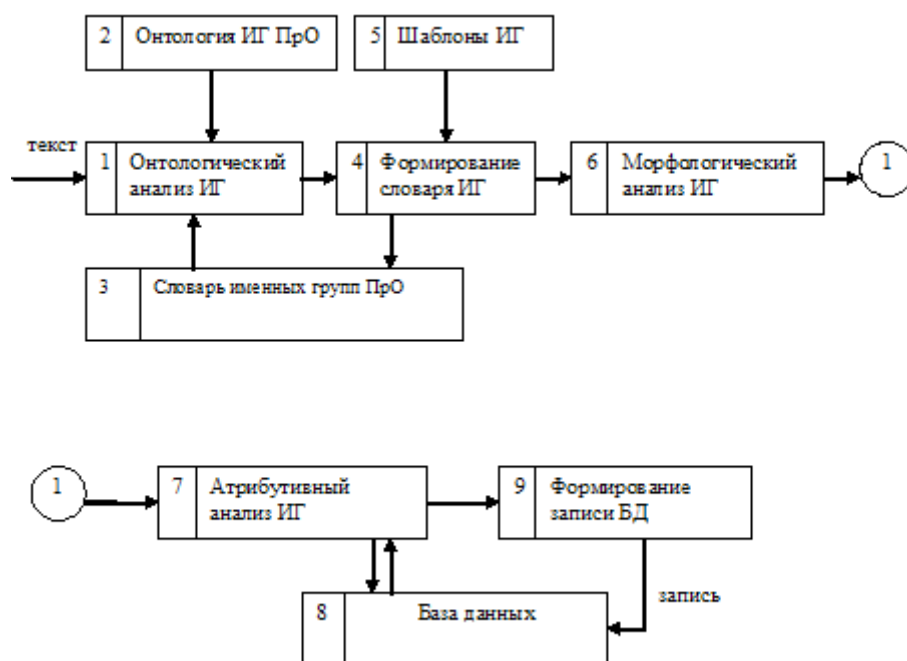 2 Онтология ИГ ПрО
5 Шаблоны ИГ
текст
1 Онтологический
анализ ИГ
4 Формирование
словаря ИГ
6 Морфологический
анализ ИГ
1
3 Словарь именных групп ПрО
1
7 Атрибутивный
анализ ИГ
9 Формирование
записи БД
запись
8 База данных